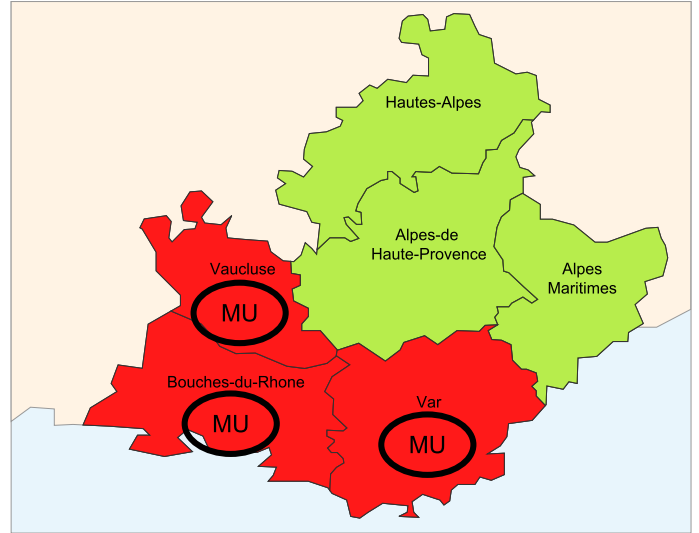 Hautes-Alpes
Alpes-de
Haute-Provence
Alpes
Maritimes
Vaucluse
MU
Bouches-du-Rhone
MU
Var
MU